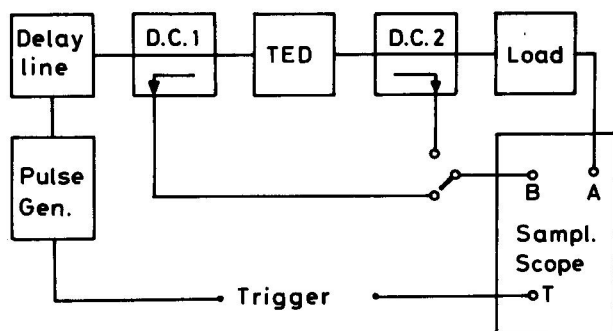 Delay
line
D.C.1
TED
D.C.2
Load
Pulse
Gen.
B
A
Sampl.
Scope
Trigger
T